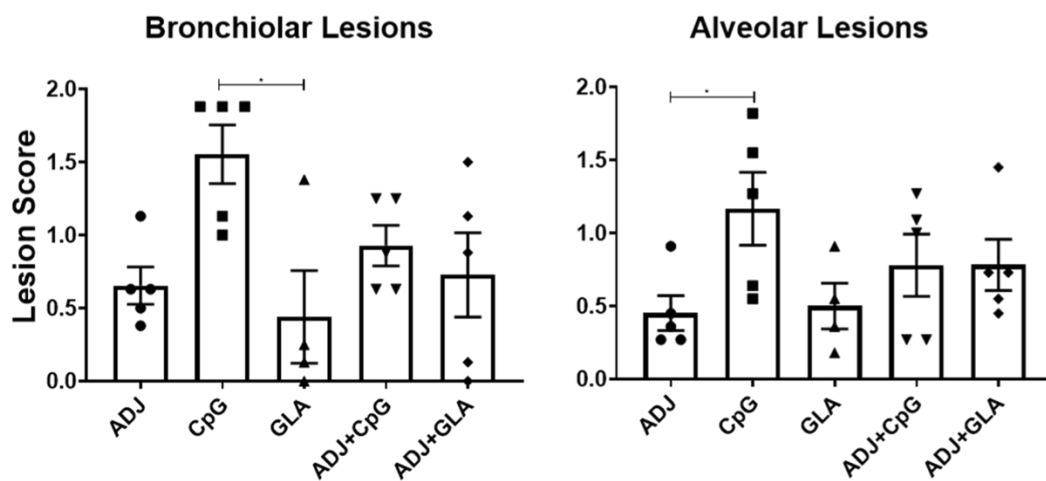 Bronchiolar Lesions
Lesion Score
2.0
1.5
1.0
0.5
0.0
*
ADJ
CpG
GLA
ADJ+CpG
ADJ+GLA
Alveolar Lesions
2.0
1.5
1.0
0.5
0.0
*
ADJ
CpG
GLA
ADJ+CpG
ADJ+GLA